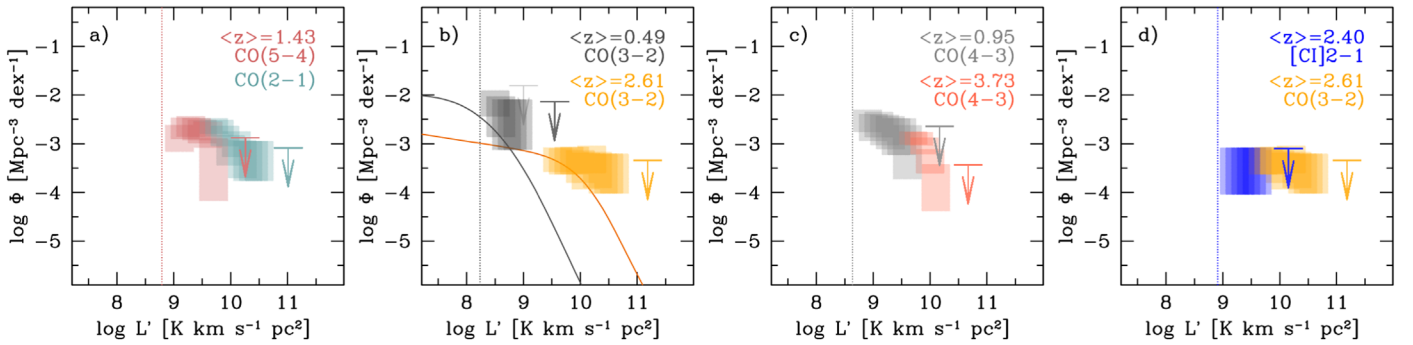 log Φ [Mpc⁻³ dex⁻¹]
a)
<z>=1.43
CO(5−4)
CO(2−1)
−1
−2
−3
−4
−5
8 9 10 11
log L' [K km s⁻¹ pc²]
log Φ [Mpc⁻³ dex⁻¹]
b)
<z>=0.49
CO(3−2)
<z>=2.61
CO(3−2)
−1
−2
−3
−4
−5
8 9 10 11
log L' [K km s⁻¹ pc²]
log Φ [Mpc⁻³ dex⁻¹]
c)
<z>=0.95
CO(4−3)
<z>=3.73
CO(4−3)
−1
−2
−3
−4
−5
8 9 10 11
log L' [K km s⁻¹ pc²]
log Φ [Mpc⁻³ dex⁻¹]
d)
<z>=2.40
[CI]2−1
<z>=2.61
CO(3−2)
−1
−2
−3
−4
−5
8 9 10 11
log L' [K km s⁻¹ pc²]